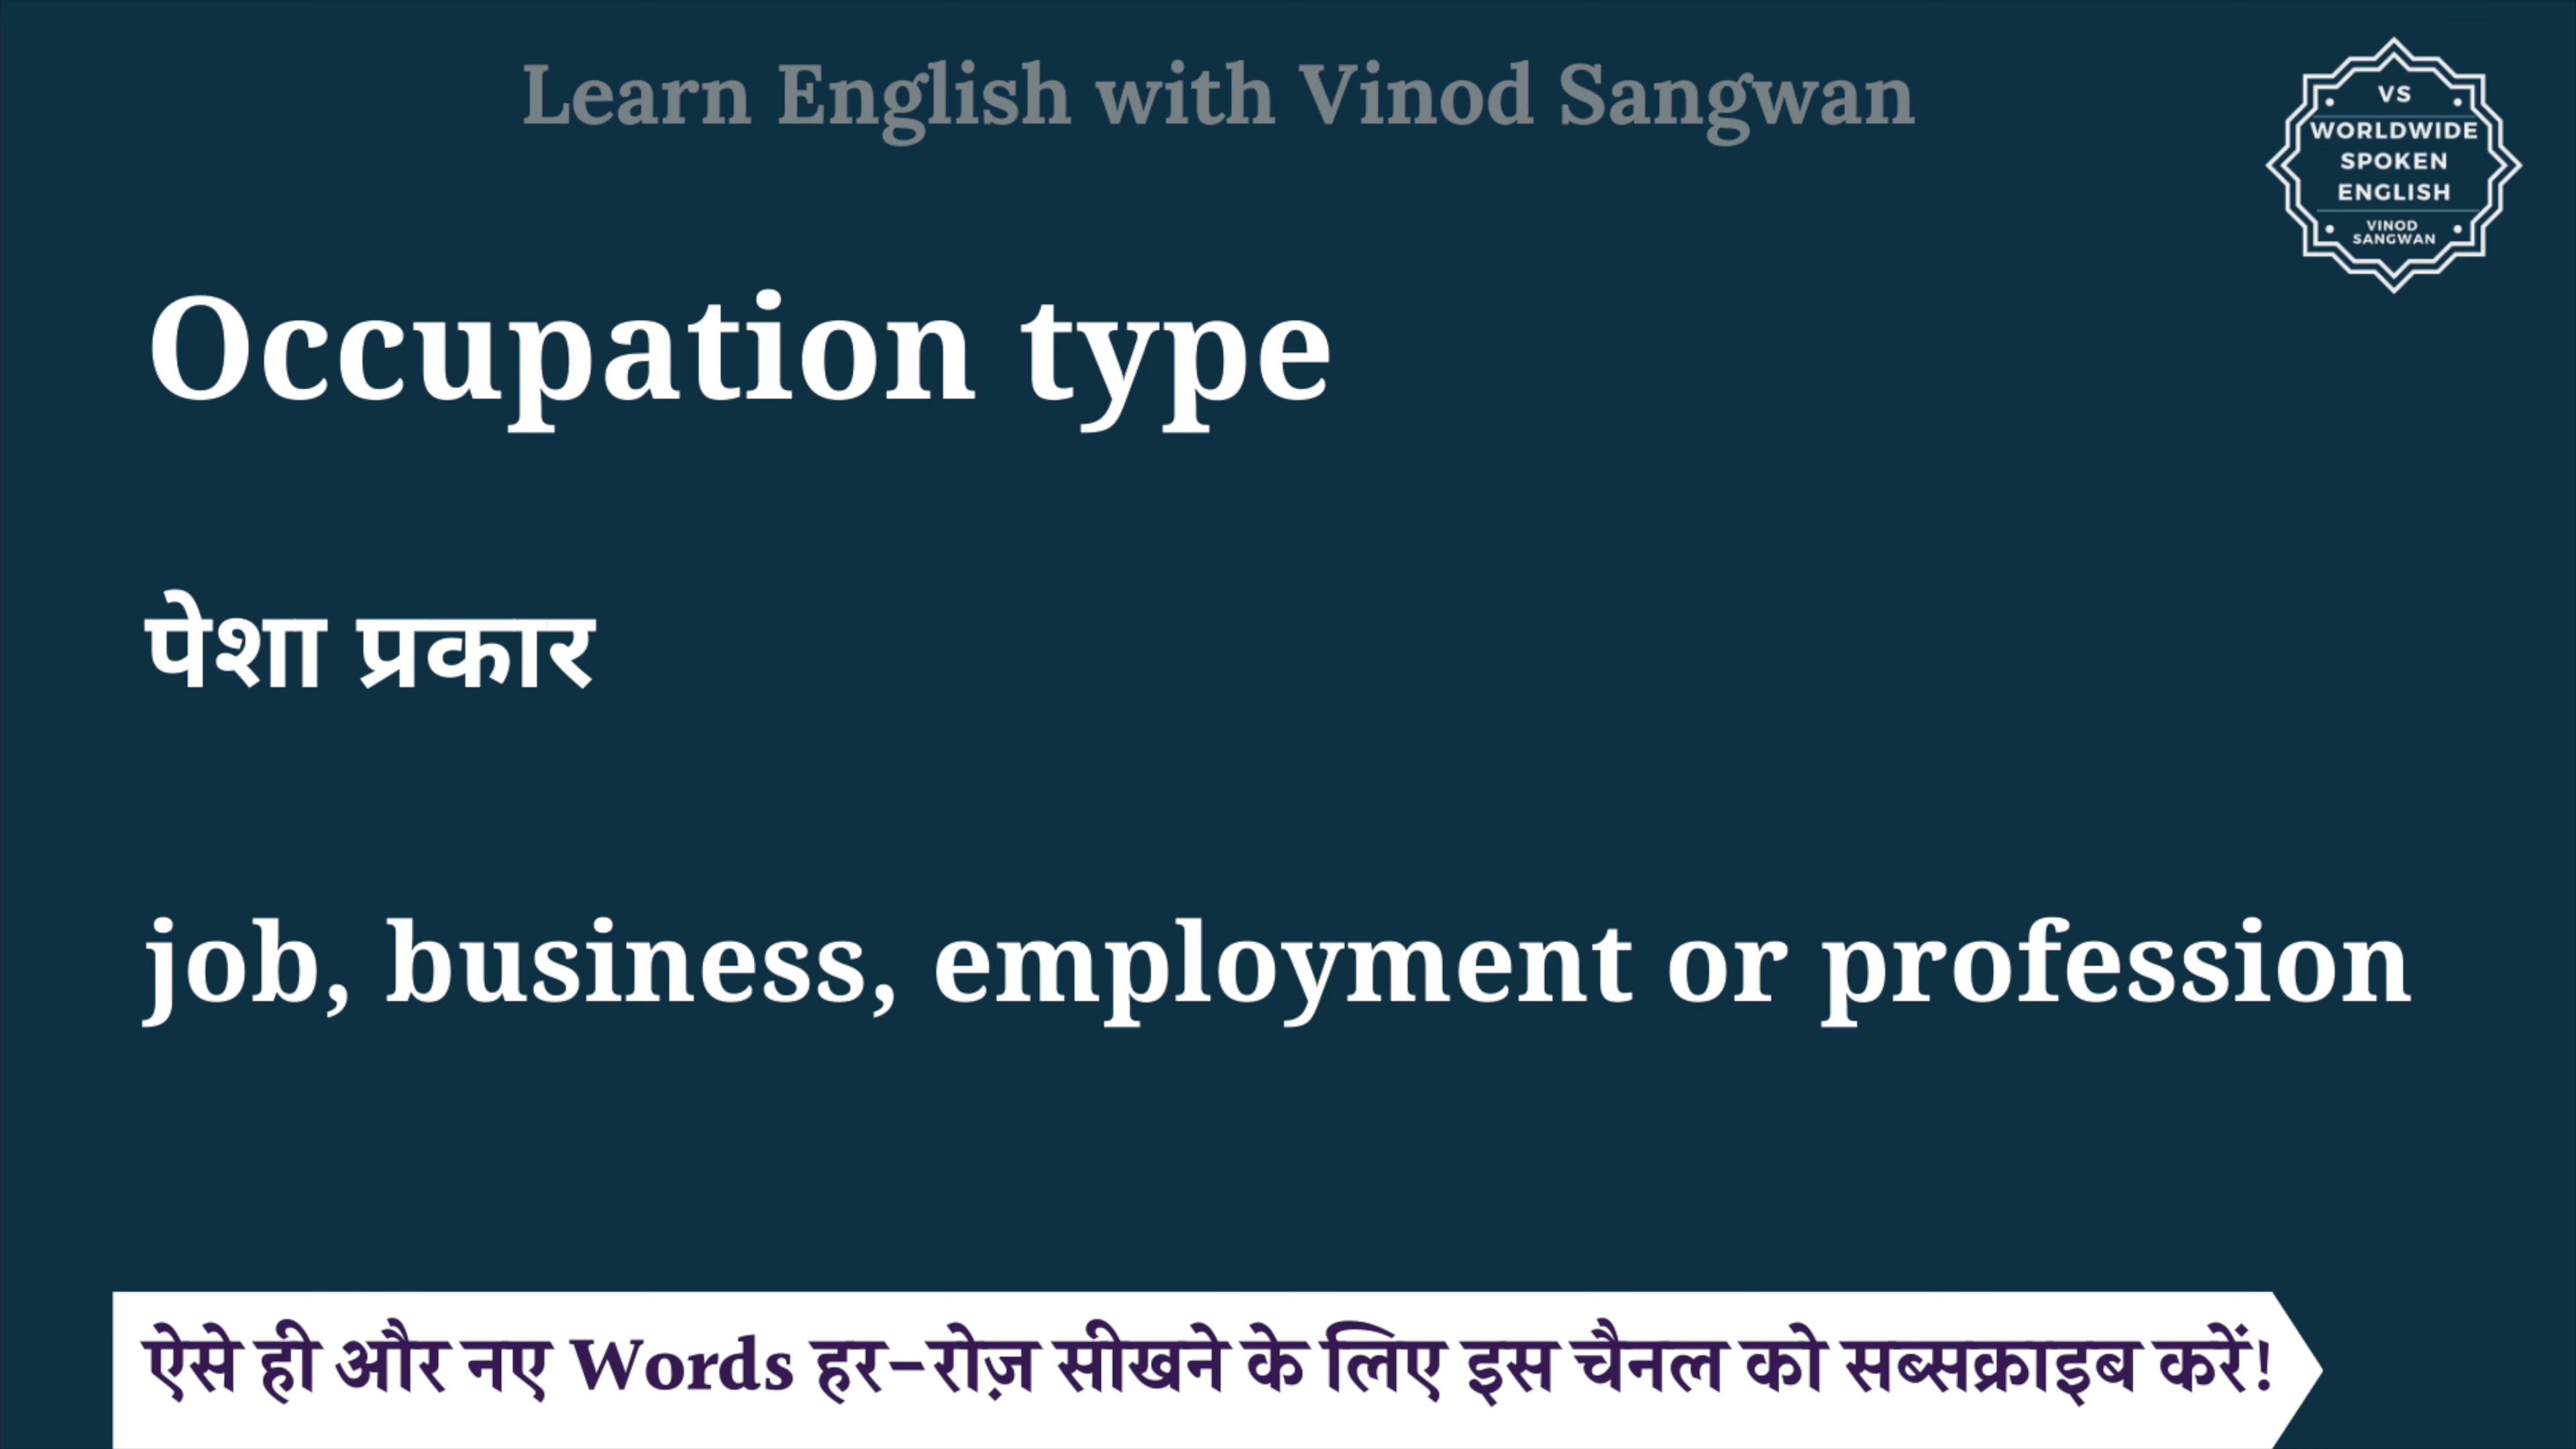 Learn English with Vinod Sangwan
VS
WORLDWIDE
SPOKEN
ENGLISH
VINOD
SANGWAN
Occupation type
पेशा प्रकार
job, business, employment or profession
ऐसे ही और नए Words हर-रोज़ सीखने के लिए इस चैनल को सब्सक्राइब करें!